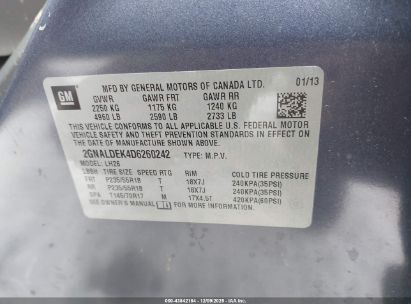 GM
MFD BY GENERAL MOTORS OF CANADA LTD.
01/13
GVWR GAWR FRT GAWR RR
2250 KG 1175 KG 1240 KG
4960 LB 2590 LB 2733 LB
THIS VEHICLE CONFORMS TO ALL APPLICABLE U.S. FEDERAL MOTOR
VEHICLE SAFETY AND THEFT PREVENTION STANDARDS IN EFFECT ON
THE DATE OF MANUFACTURE SHOWN ABOVE.
2GNALDEK4D6260242 TYPE: M.P.V.
MODEL: LH26
TIRE SIZE SPEED RTG RIM COLD TIRE PRESSURE
FRT P235/55R18 T 18X7J 240KPA(35PSI)
RR P235/55R18 T 18X7J 240KPA(35PSI)
SPA T145/70R17 M 17X4.5T 420KPA(60PSI)
SEE OWNER'S MANUAL FOR MORE INFORMATION.